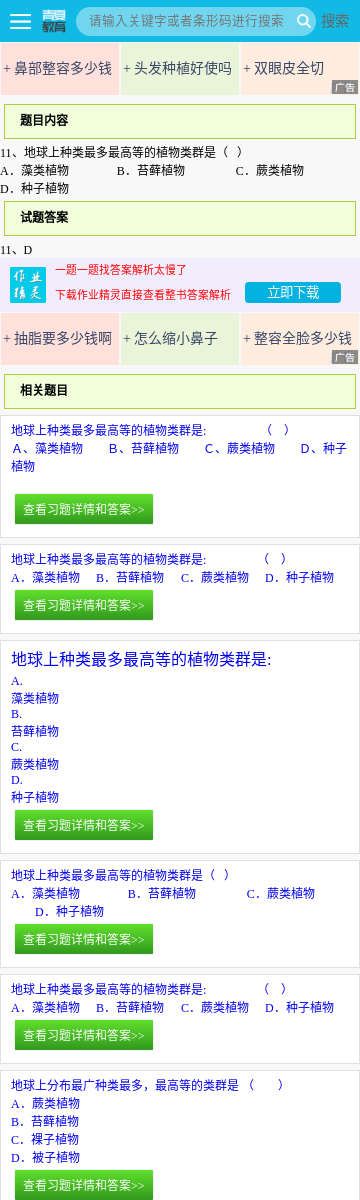 青果教育
请输入关键字或者条形码进行搜索
搜索
+ 鼻部整容多少钱
+ 头发种植好使吗
+ 双眼皮全切
广告
题目内容
11、地球上种类最多最高等的植物类群是（ ）
A．藻类植物 B．苔藓植物 C．蕨类植物
D．种子植物
试题答案
11、D
作业精灵
一题一题找答案解析太慢了
下载作业精灵直接查看整书答案解析
立即下载
+ 抽脂要多少钱啊
+ 怎么缩小鼻子
+ 整容全脸多少钱
广告
相关题目
地球上种类最多最高等的植物类群是: （ ）
A、藻类植物 B、苔藓植物 C、蕨类植物 D、种子
植物
查看习题详情和答案>>
地球上种类最多最高等的植物类群是: （ ）
A．藻类植物 B．苔藓植物 C．蕨类植物 D．种子植物
查看习题详情和答案>>
地球上种类最多最高等的植物类群是:
A.
藻类植物
B.
苔藓植物
C.
蕨类植物
D.
种子植物
查看习题详情和答案>>
地球上种类最多最高等的植物类群是（ ）
A．藻类植物 B．苔藓植物 C．蕨类植物
D．种子植物
查看习题详情和答案>>
地球上种类最多最高等的植物类群是: （ ）
A．藻类植物 B．苔藓植物 C．蕨类植物 D．种子植物
查看习题详情和答案>>
地球上分布最广种类最多，最高等的类群是 （ ）
A．蕨类植物
B．苔藓植物
C．裸子植物
D．被子植物
查看习题详情和答案>>